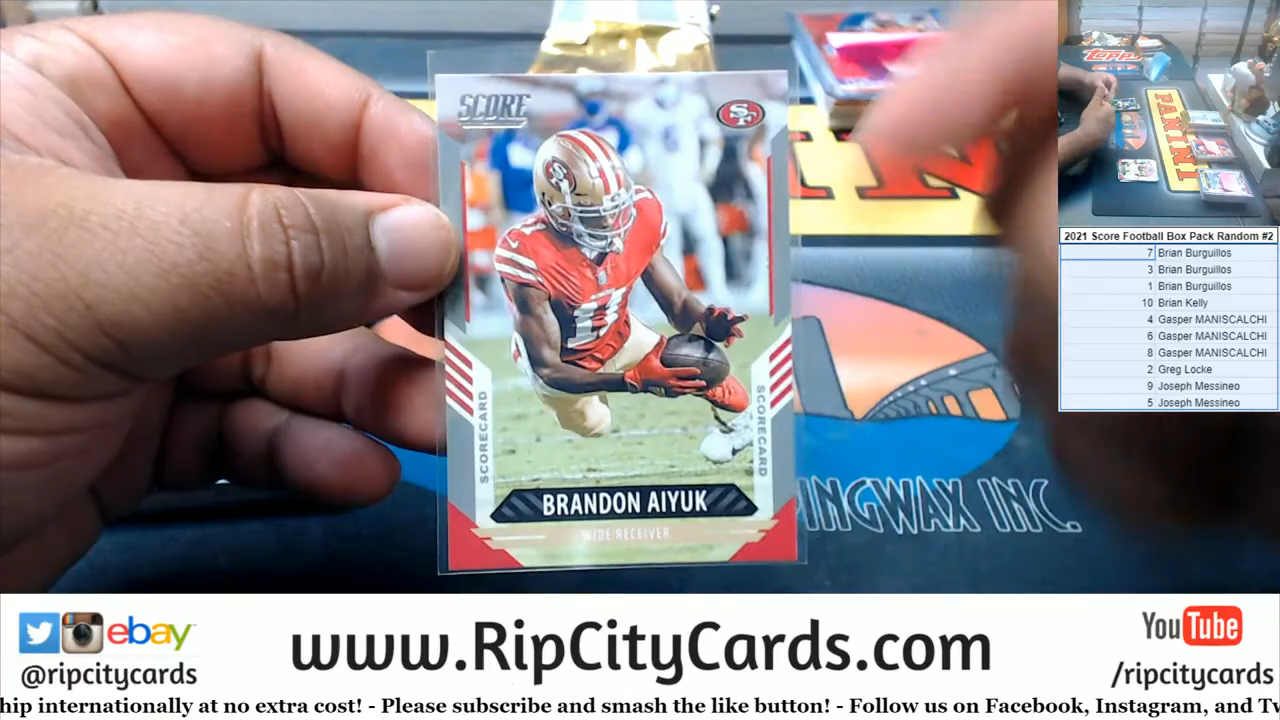 SCORE
SF
17
SCORECARD
SCORECARD
BRANDON AIYUK
WIDE RECEIVER
INGWAX INC.
Topps
PANINI
2021 Score Football Box Pack Random #2
7 Brian Burguillos
3 Brian Burguillos
1 Brian Burguillos
10 Brian Kelly
4 Gasper MANISCALCHI
6 Gasper MANISCALCHI
8 Gasper MANISCALCHI
2 Greg Locke
9 Joseph Messineo
5 Joseph Messineo
ebay
@ripcitycards
www.RipCityCards.com
YouTube
/ripcitycards
hip internationally at no extra cost! - Please subscribe and smash the like button! - Follow us on Facebook, Instagram, and Tw